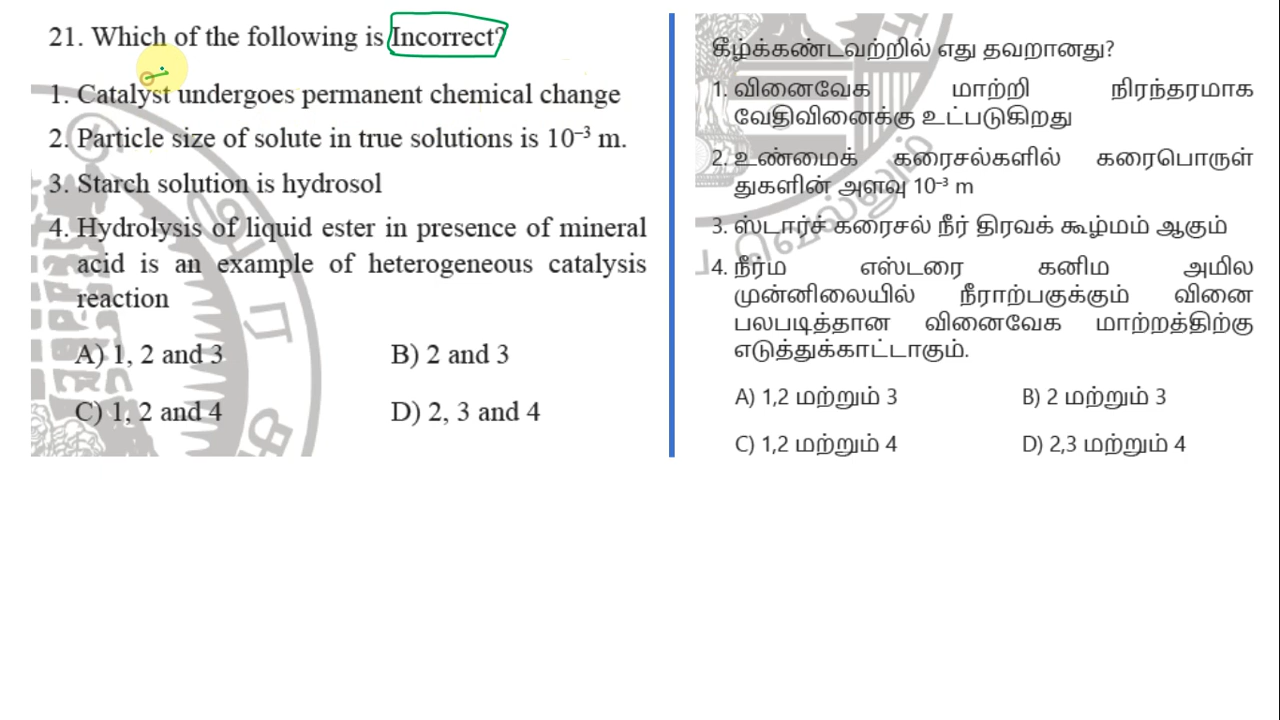 21. Which of the following is Incorrect?
1. Catalyst undergoes permanent chemical change
2. Particle size of solute in true solutions is 10⁻³ m.
3. Starch solution is hydrosol
4. Hydrolysis of liquid ester in presence of mineral
acid is an example of heterogeneous catalysis
reaction
A) 1, 2 and 3 B) 2 and 3
C) 1, 2 and 4 D) 2, 3 and 4
கீழ்க்கண்டவற்றில் எது தவறானது?
1. வினைவேக மாற்றி நிரந்தரமாக
வேதிவினைக்கு உட்படுகிறது
2. உண்மைக் கரைசல்களில் கரைபொருள்
துகளின் அளவு 10⁻³ m
3. ஸ்டார்ச் கரைசல் நீர் திரவக் கூழ்மம் ஆகும்
4. நீர்ம எஸ்டரை கனிம அமில
முன்னிலையில் நீராற்பகுக்கும் வினை
பலபடித்தான வினைவேக மாற்றத்திற்கு
எடுத்துக்காட்டாகும்.
A) 1,2 மற்றும் 3 B) 2 மற்றும் 3
C) 1,2 மற்றும் 4 D) 2,3 மற்றும் 4